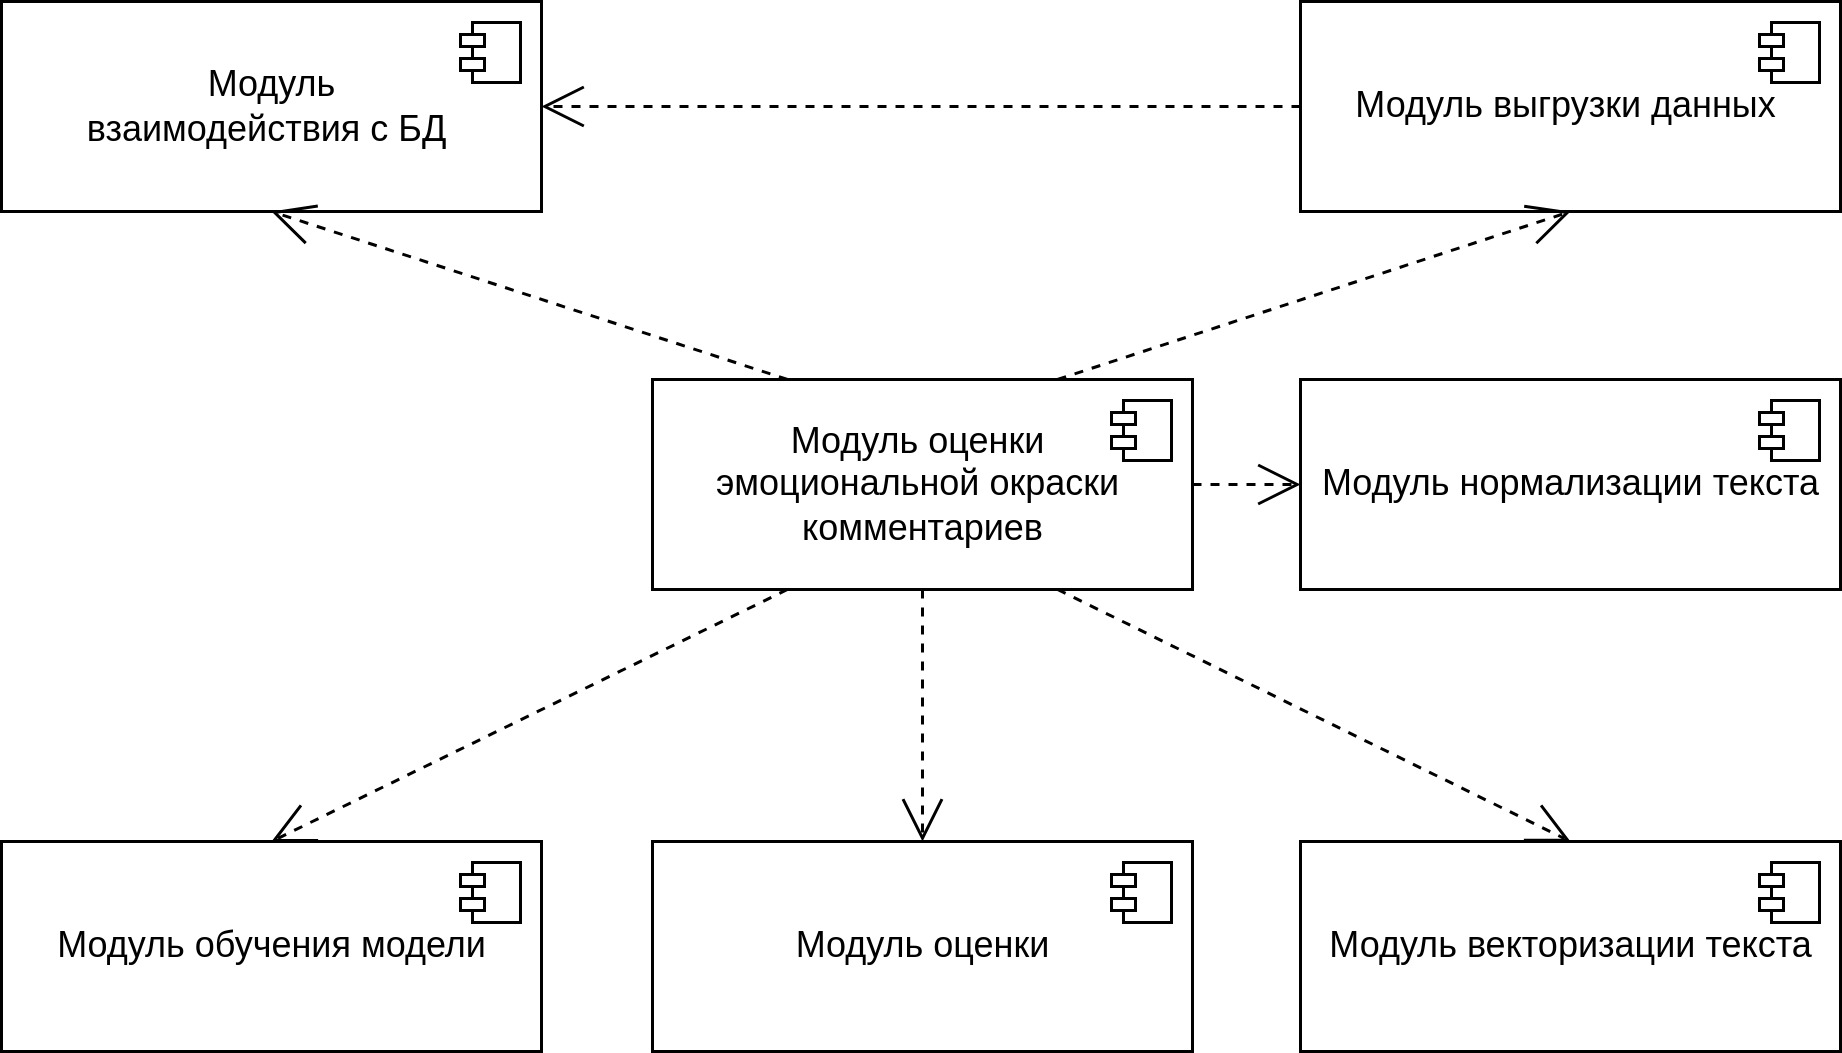 Модуль
взаимодействия с БД
Модуль выгрузки данных
Модуль оценки
эмоциональной окраски
комментариев
Модуль нормализации текста
Модуль обучения модели
Модуль оценки
Модуль векторизации текста